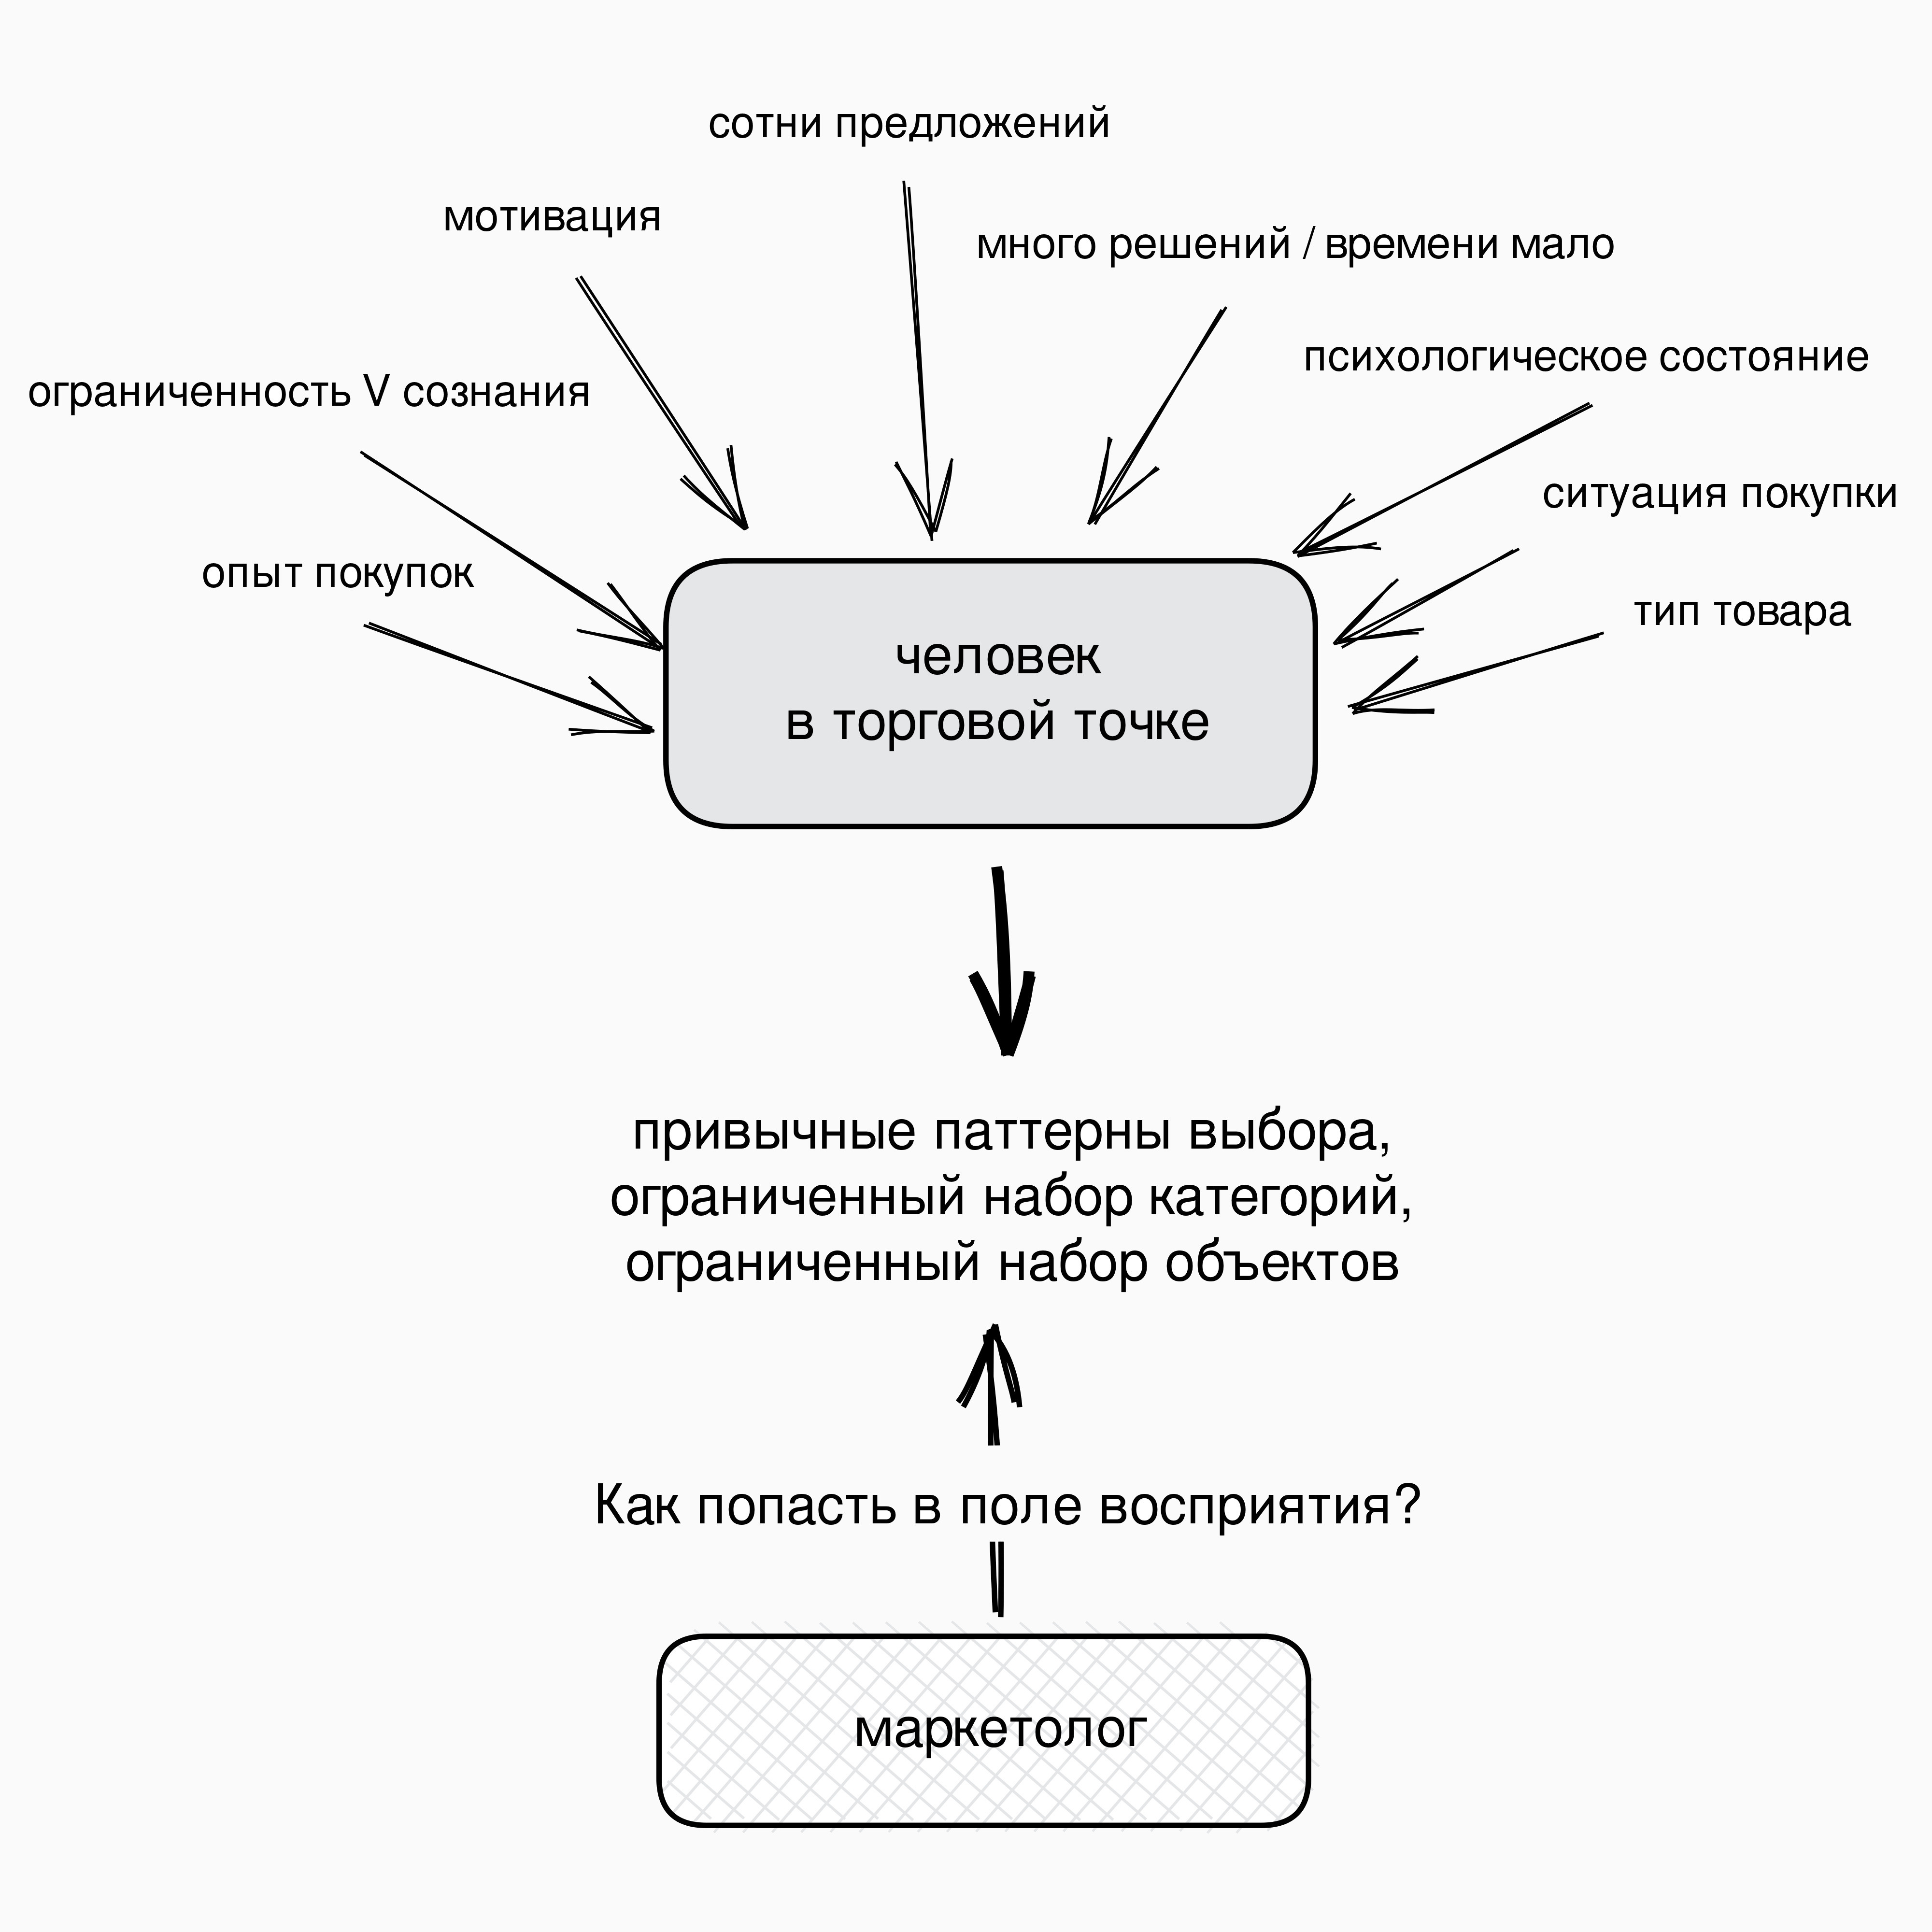 сотни предложений
мотивация
много решений / времени мало
психологическое состояние
ограниченность V сознания
ситуация покупки
опыт покупок
тип товара
человек
в торговой точке
привычные паттерны выбора,
ограниченный набор категорий,
ограниченный набор объектов
Как попасть в поле восприятия?
маркетолог